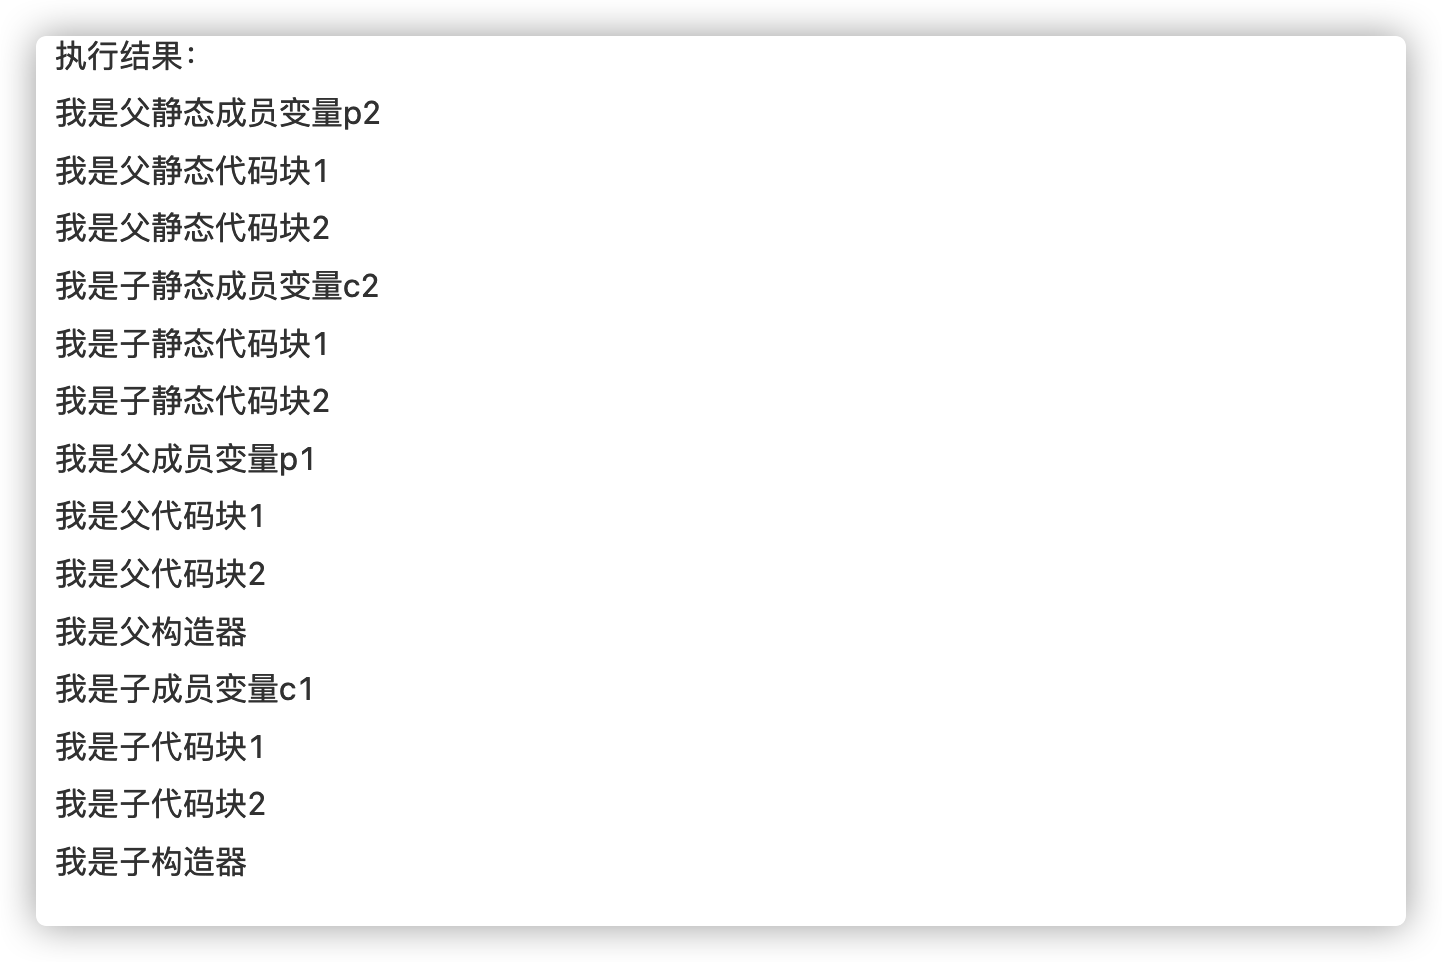 执行结果：
我是父静态成员变量p2
我是父静态代码块1
我是父静态代码块2
我是子静态成员变量c2
我是子静态代码块1
我是子静态代码块2
我是父成员变量p1
我是父代码块1
我是父代码块2
我是父构造器
我是子成员变量c1
我是子代码块1
我是子代码块2
我是子构造器